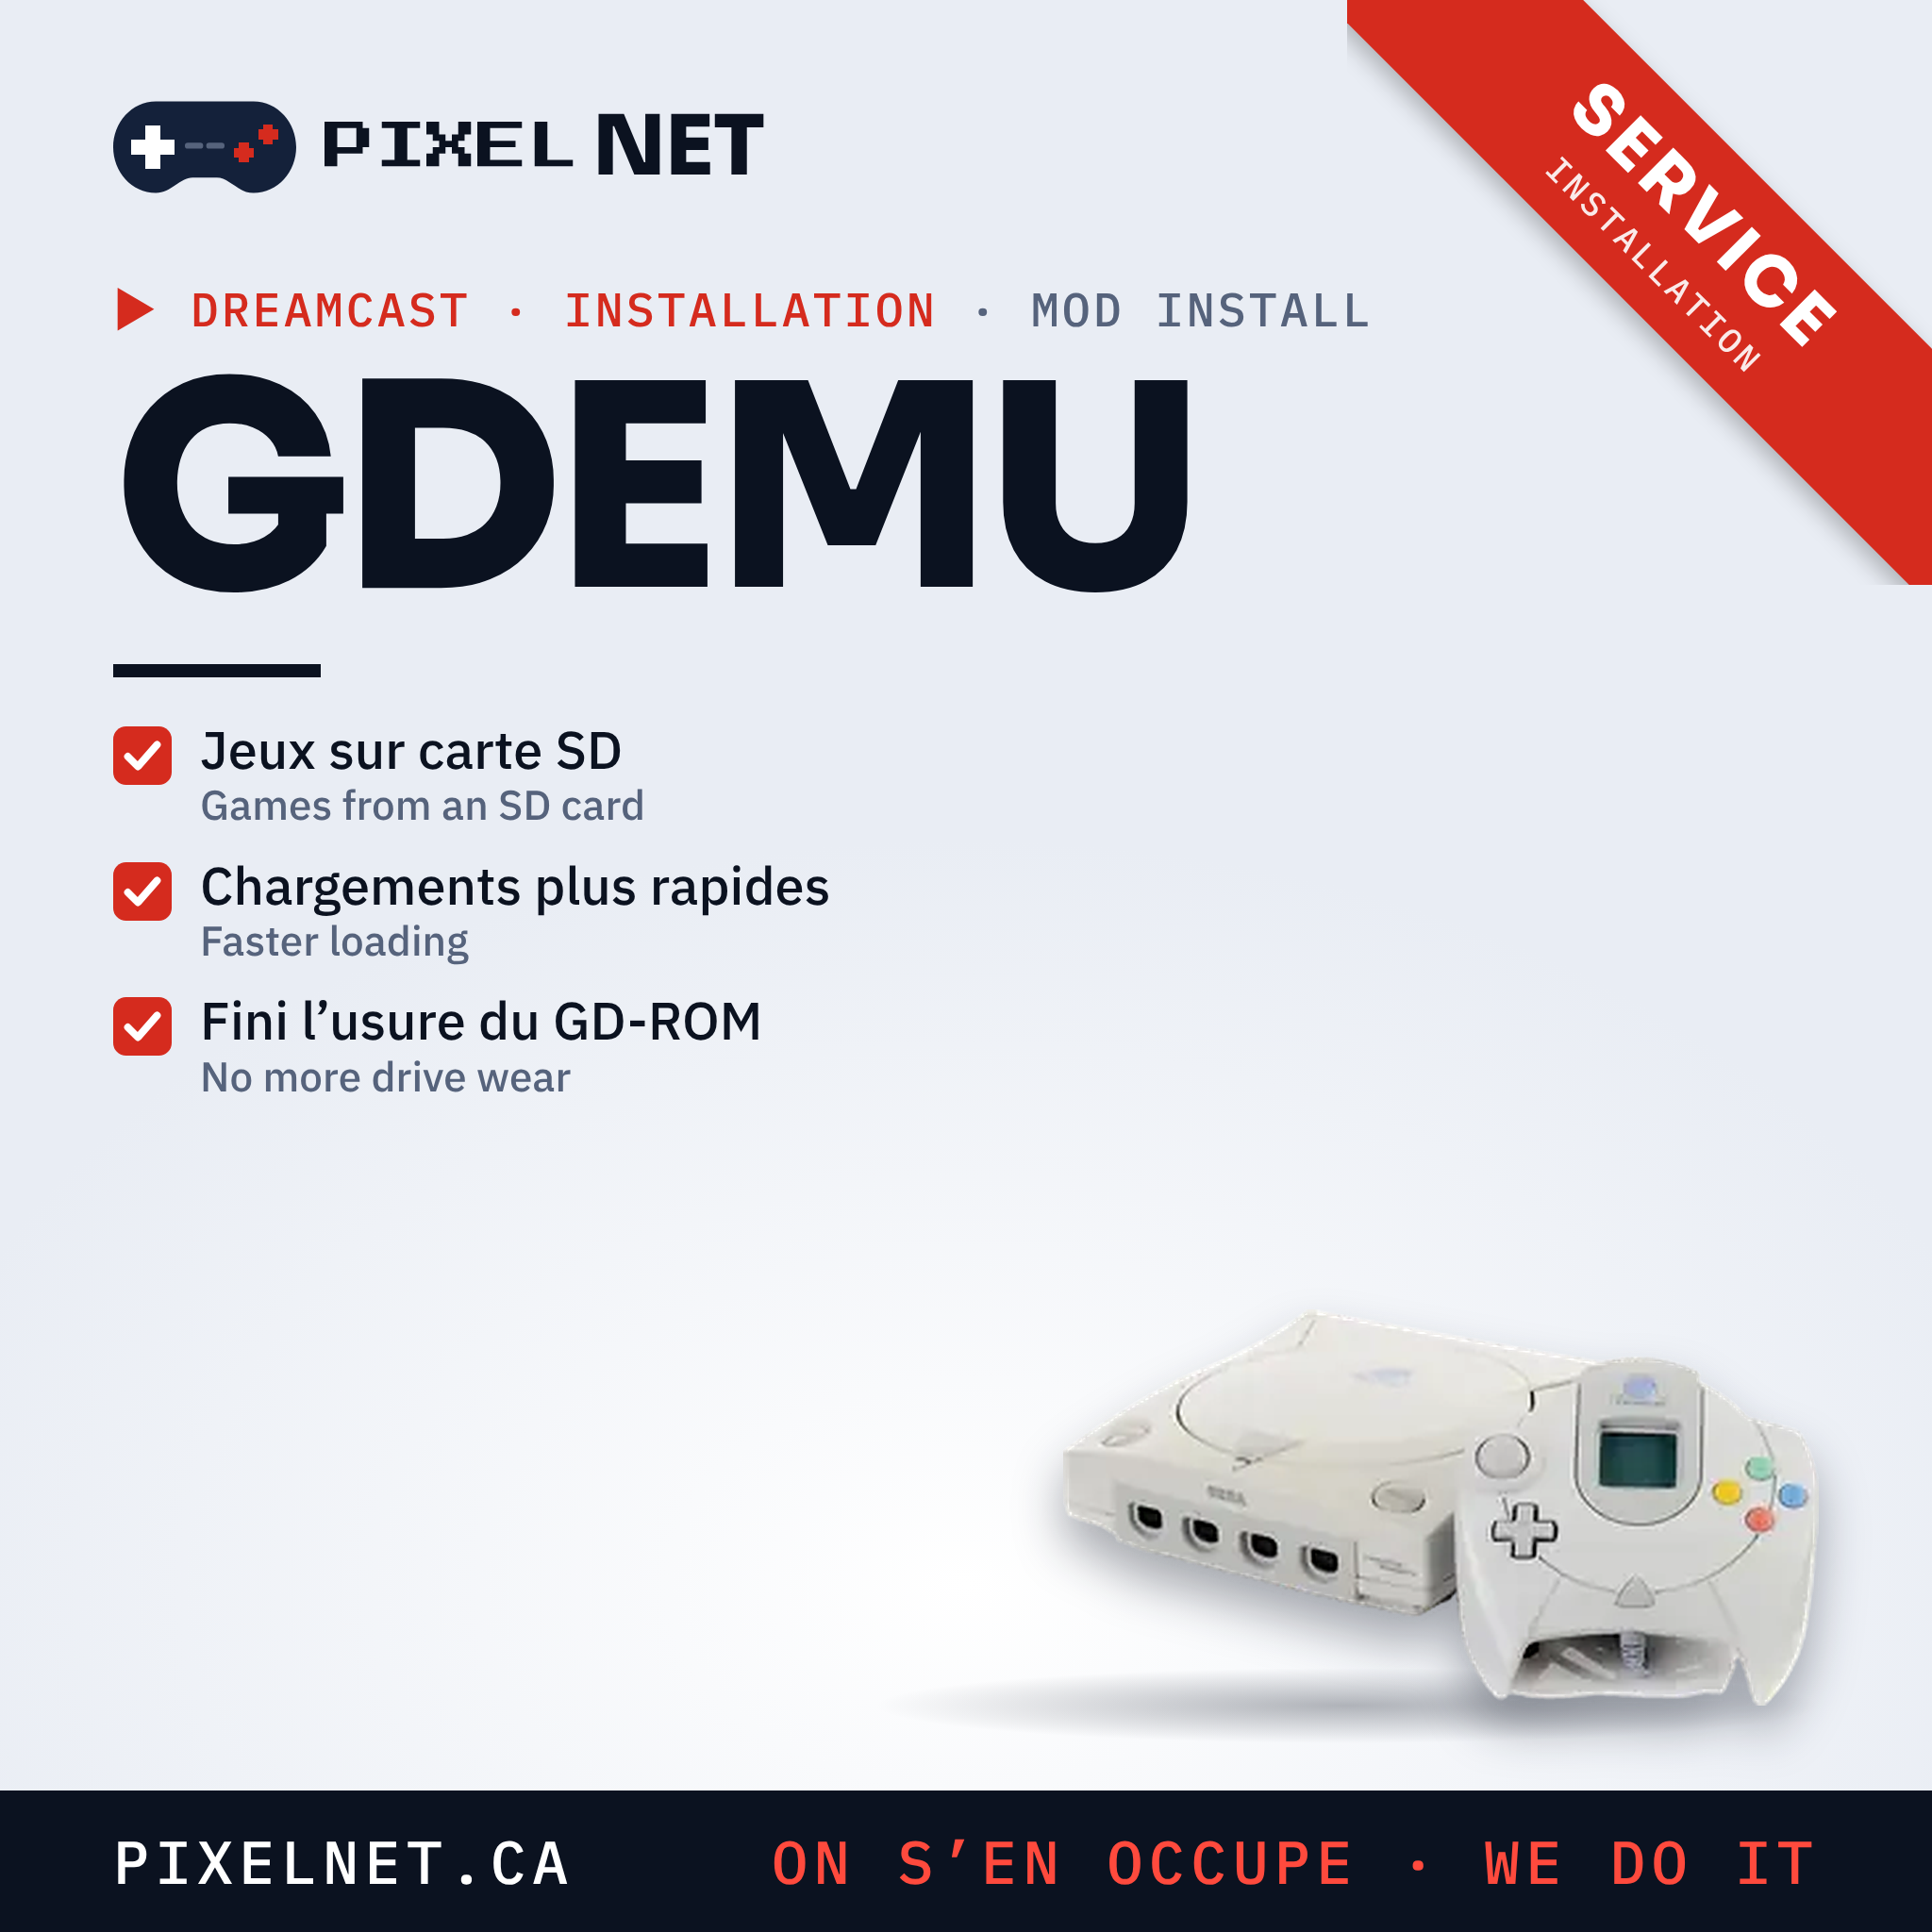 PIXEL NET
SERVICE
INSTALLATION
DREAMCAST · INSTALLATION · MOD INSTALL
GDEMU
Jeux sur carte SD
Games from an SD card
Chargements plus rapides
Faster loading
Fini l’usure du GD-ROM
No more drive wear
SEGA
PIXELNET.CA
ON S’EN OCCUPE · WE DO IT